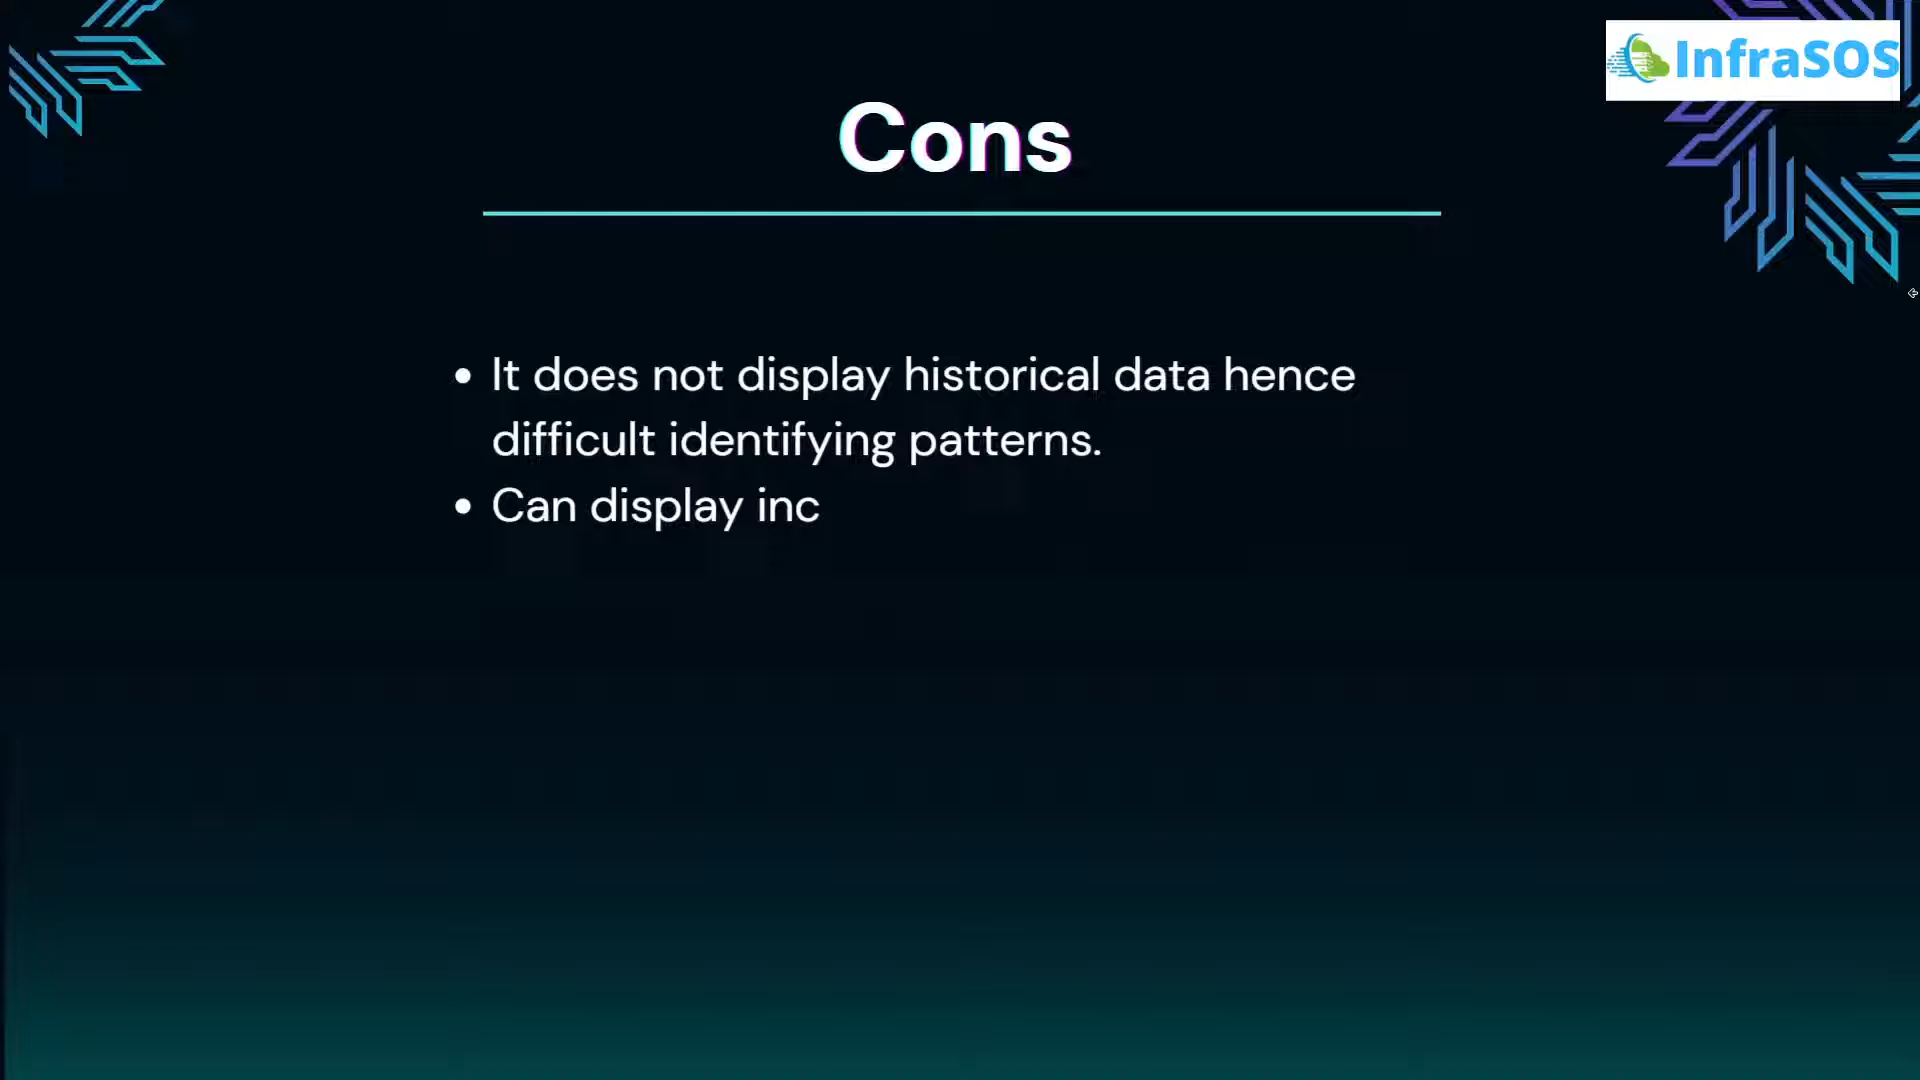 InfraSOS
Cons
• It does not display historical data hence
difficult identifying patterns.
• Can display inc